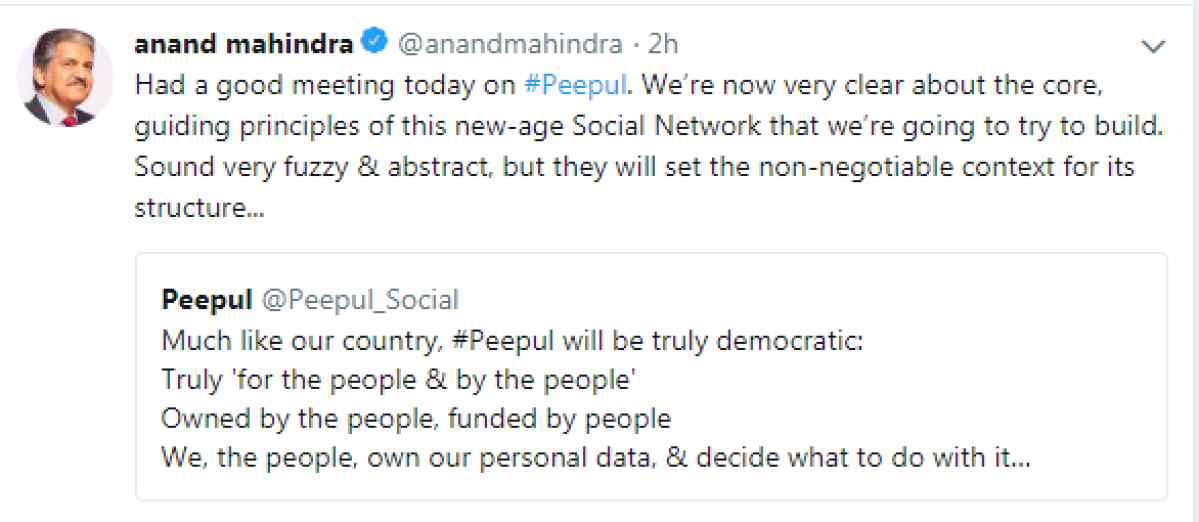 anand mahindra @anandmahindra · 2h
Had a good meeting today on #Peepul. We’re now very clear about the core,
guiding principles of this new-age Social Network that we’re going to try to build.
Sound very fuzzy & abstract, but they will set the non-negotiable context for its
structure...
Peepul @Peepul_Social
Much like our country, #Peepul will be truly democratic:
Truly 'for the people & by the people'
Owned by the people, funded by people
We, the people, own our personal data, & decide what to do with it...